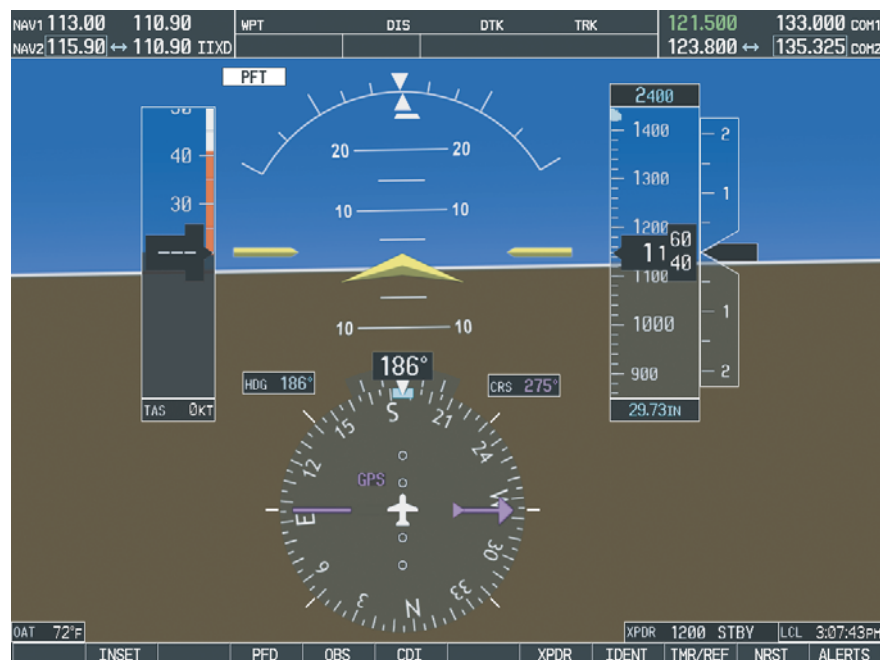 NAV1 113.00 110.90 WPT DIS DTK TRK 121.500 133.000 COM1
NAV2 115.90 ↔ 110.90 IIXD 123.800 ↔ 135.325 COM2
PFT
2400
1400
1300
1200
1100
1000
900
11 60 40
29.73IN
2
1
1
2
40
30
---
TAS 0KT
20 20
10 10
10 10
186°
HDG 186°
CRS 275°
GPS
S
21
24
W
30
33
N
3
6
E
12
15
OAT 72°F
XPDR 1200 STBY LCL 3:07:43PM
INSET PFD OBS CDI XPDR IDENT TMR/REF NRST ALERTS